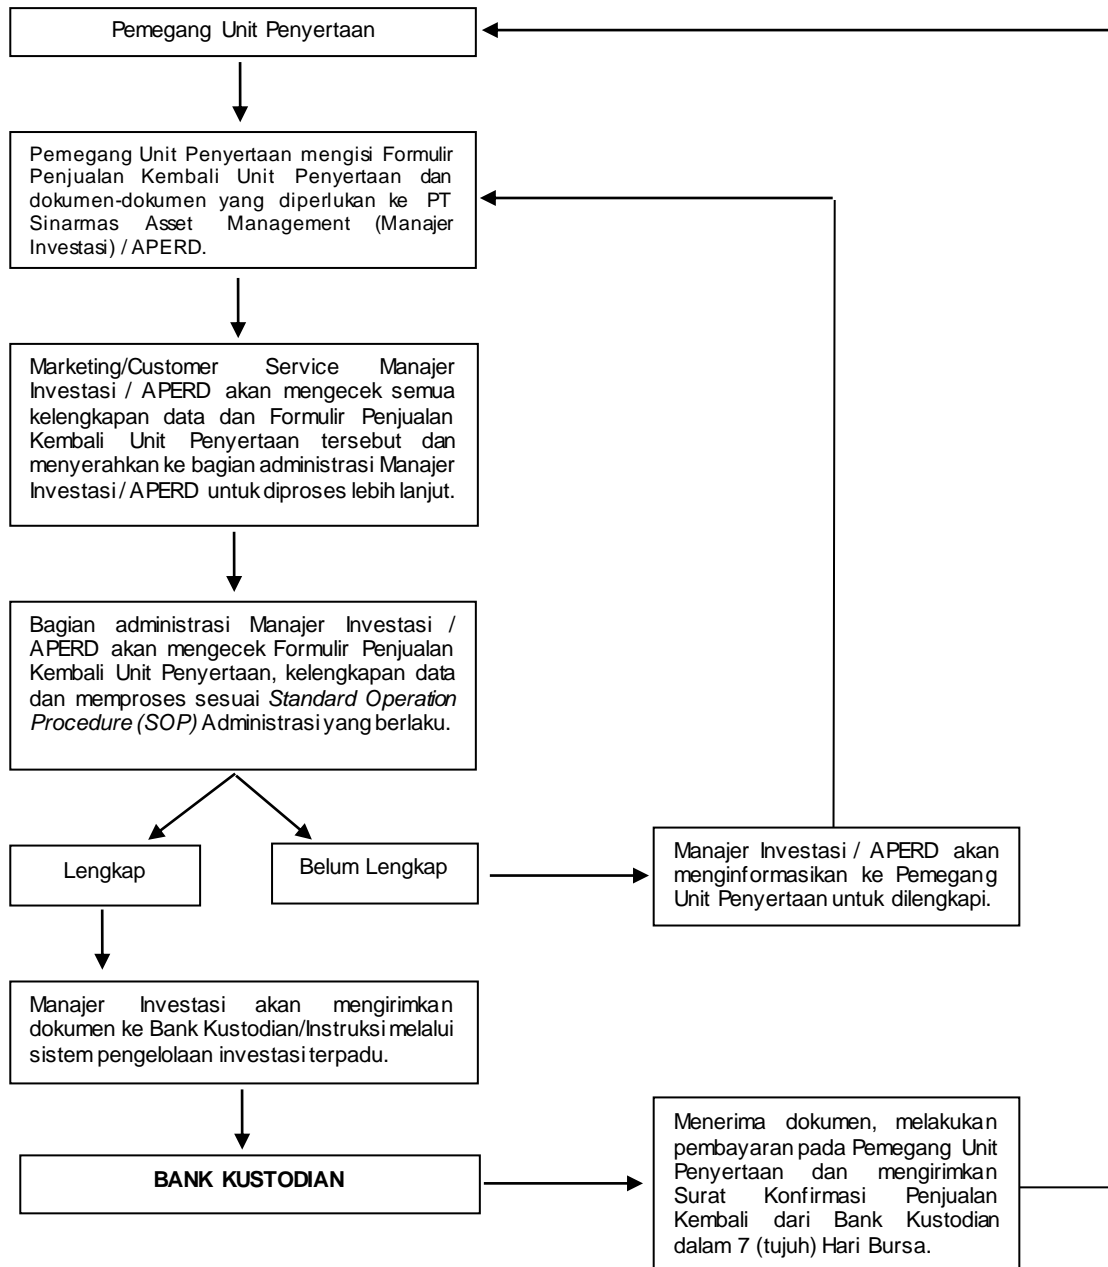 Pemegang Unit Penyertaan
Pemegang Unit Penyertaan mengisi Formulir
Penjualan Kembali Unit Penyertaan dan
dokumen-dokumen yang diperlukan ke PT
Sinarmas Asset Management (Manajer
Investasi) / APERD.
Marketing/Customer Service Manajer
Investasi / APERD akan mengecek semua
kelengkapan data dan Formulir Penjualan
Kembali Unit Penyertaan tersebut dan
menyerahkan ke bagian administrasi Manajer
Investasi / APERD untuk diproses lebih lanjut.
Bagian administrasi Manajer Investasi /
APERD akan mengecek Formulir Penjualan
Kembali Unit Penyertaan, kelengkapan data
dan memproses sesuai Standard Operation
Procedure (SOP) Administrasi yang berlaku.
Lengkap
Belum Lengkap
Manajer Investasi / APERD akan
menginformasikan ke Pemegang
Unit Penyertaan untuk dilengkapi.
Manajer Investasi akan mengirimkan
dokumen ke Bank Kustodian/Instruksi melalui
sistem pengelolaan investasi terpadu.
BANK KUSTODIAN
Menerima dokumen, melakukan
pembayaran pada Pemegang Unit
Penyertaan dan mengirimkan
Surat Konfirmasi Penjualan
Kembali dari Bank Kustodian
dalam 7 (tujuh) Hari Bursa.